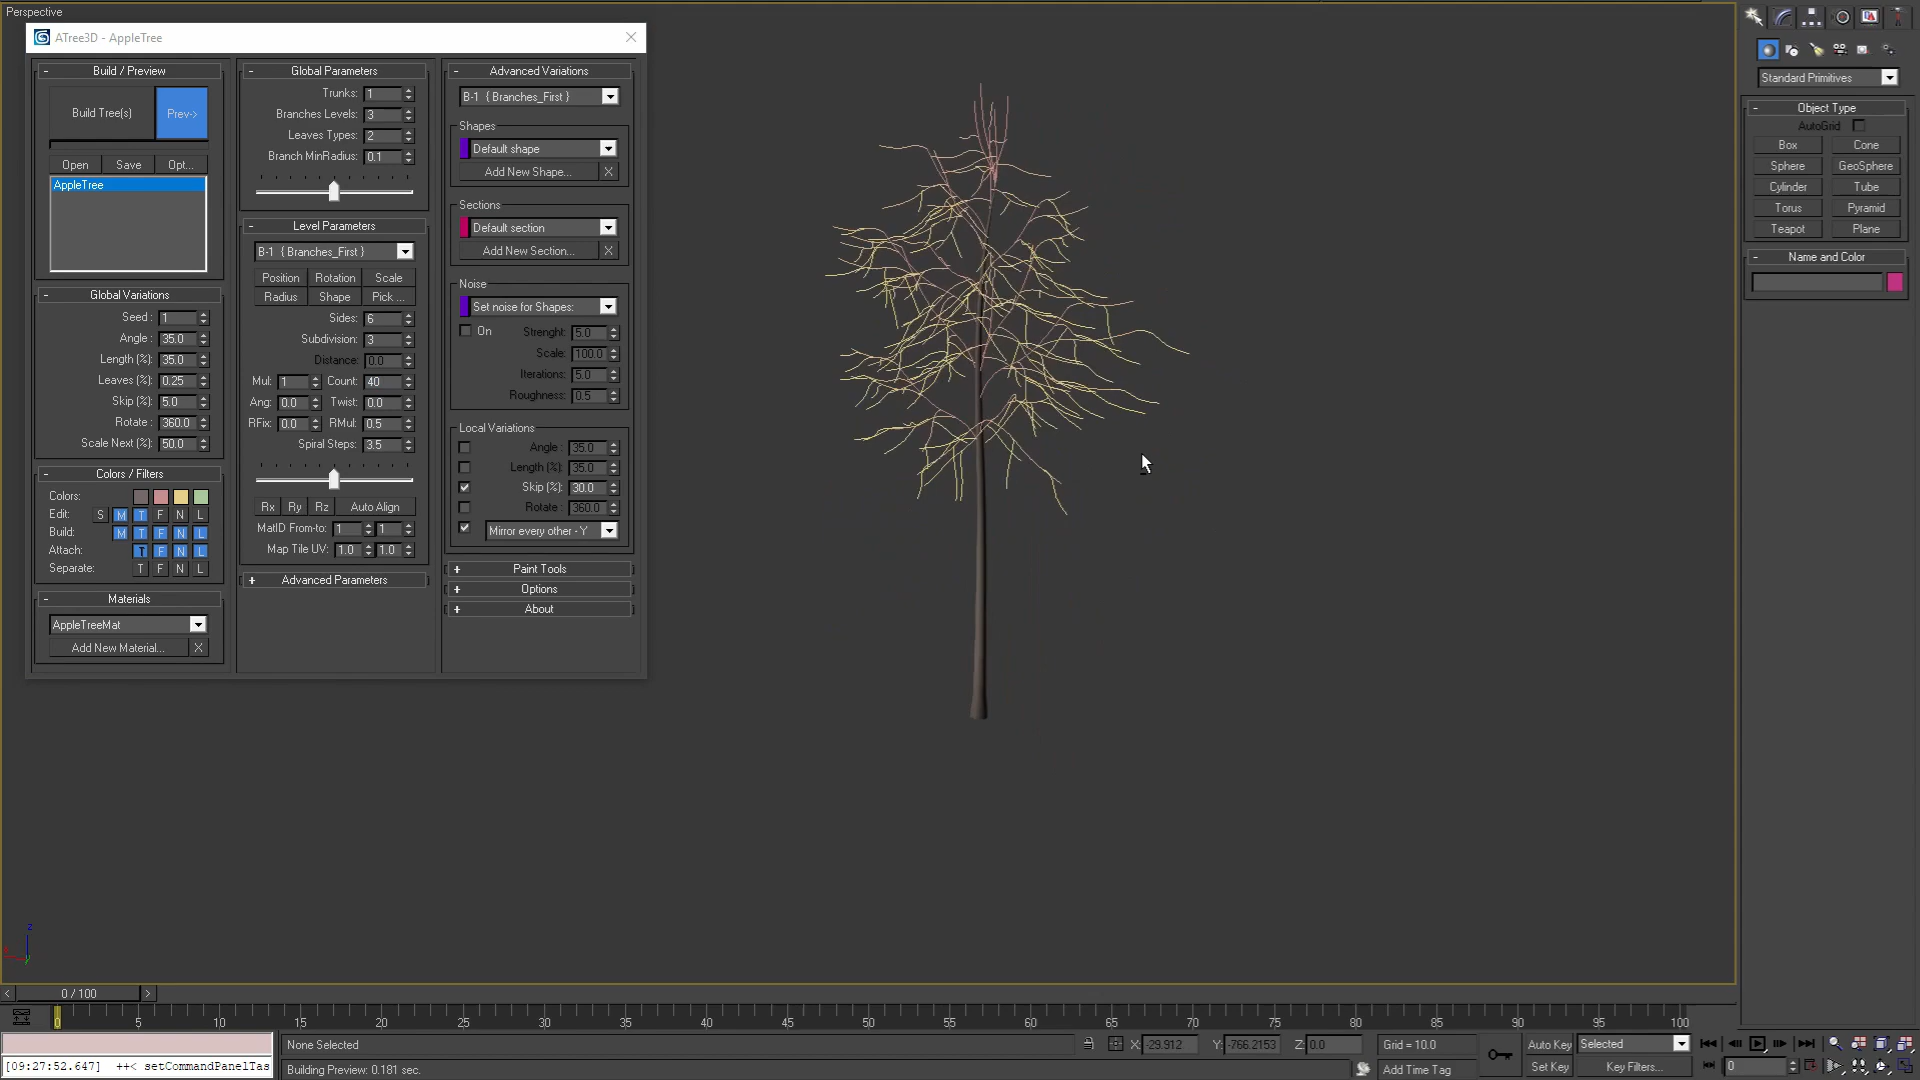 Perspective
ATree3D - AppleTree
Build / Preview
Build Tree(s)
Prev->
Open
Save
Opt...
AppleTree
Global Variations
Seed : 1
Angle : 35.0
Length (%): 35.0
Leaves (%): 0.25
Skip (%): 5.0
Rotate : 360.0
Scale Next (%): 50.0
Colors / Filters
Colors:
Edit: S M T F N L
Build: M T F N L
Attach: T F N L
Separate: T F N L
Materials
AppleTreeMat
Add New Material...
X
Global Parameters
Trunks: 1
Branches Levels: 3
Leaves Types: 2
Branch MinRadius: 0.1
Level Parameters
B-1 { Branches_First }
Position Rotation Scale
Radius Shape Pick ...
Sides: 6
Subdivision: 3
Distance: 0.0
Mul: 1 Count: 40
Ang: 0.0 Twist: 0.0
RFix: 0.0 RMul: 0.5
Spiral Steps: 3.5
Rx Ry Rz Auto Align
MatID From-to: 1 1
Map Tile UV: 1.0 1.0
+ Advanced Parameters
Advanced Variations
B-1 { Branches_First }
Shapes
Default shape
Add New Shape...
X
Sections
Default section
Add New Section...
X
Noise
Set noise for Shapes:
On Strenght: 5.0
Scale: 100.0
Iterations: 5.0
Roughness: 0.5
Local Variations
Angle : 35.0
Length (%): 35.0
Skip (%): 30.0
Rotate : 360.0
Mirror every other - Y
+ Paint Tools
+ Options
+ About
Standard Primitives
Object Type
AutoGrid
Box Cone
Sphere GeoSphere
Cylinder Tube
Torus Pyramid
Teapot Plane
Name and Color
z
< 0 / 100 >
0 5 10 15 20 25 30 35 40 45 50 55 60 65 70 75 80 85 90 95 100
None Selected
X: -29.912 Y: -766.2153 Z: 0.0
Grid = 10.0
Auto Key
Selected
[09:27:52.647] ++< setCommandPanelTas
Building Preview: 0.181 sec.
Add Time Tag
Set Key
Key Filters...
0